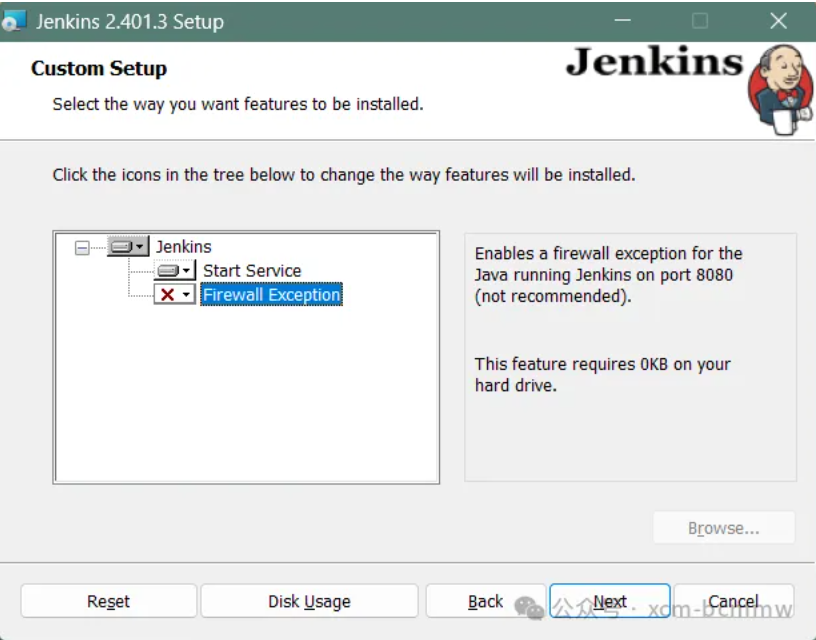 Jenkins 2.401.3 Setup
Custom Setup
Jenkins
Select the way you want features to be installed.
Click the icons in the tree below to change the way features will be installed.
Jenkins
Start Service
Firewall Exception
Enables a firewall exception for the
Java running Jenkins on port 8080
(not recommended).
This feature requires 0KB on your
hard drive.
Browse...
Reset
Disk Usage
Back
Next
Cancel
公众号 · xcm-bcmmw